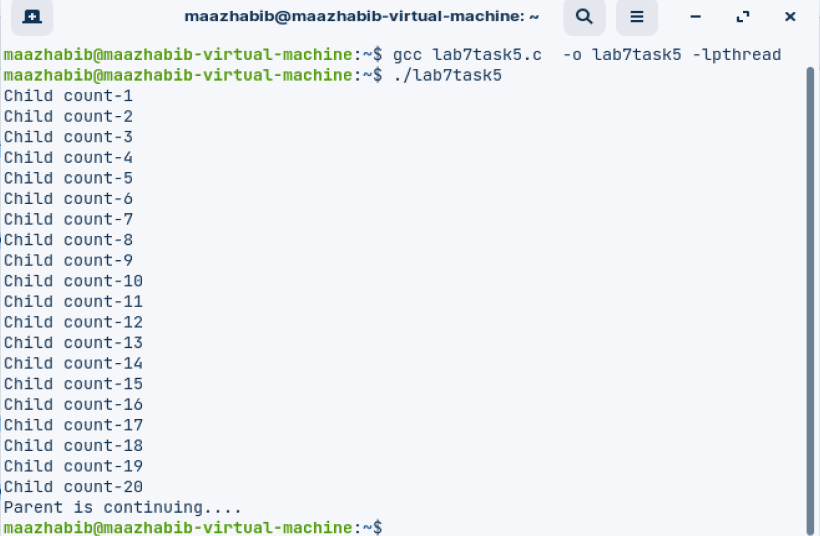 maazhabib@maazhabib-virtual-machine: ~
maazhabib@maazhabib-virtual-machine:~$ gcc lab7task5.c  -o lab7task5 -lpthread
maazhabib@maazhabib-virtual-machine:~$ ./lab7task5
Child count-1
Child count-2
Child count-3
Child count-4
Child count-5
Child count-6
Child count-7
Child count-8
Child count-9
Child count-10
Child count-11
Child count-12
Child count-13
Child count-14
Child count-15
Child count-16
Child count-17
Child count-18
Child count-19
Child count-20
Parent is continuing....
maazhabib@maazhabib-virtual-machine:~$